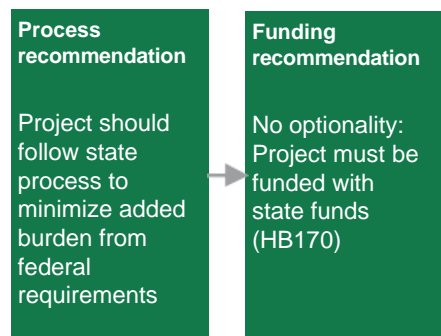 Process
recommendation
Project should
follow state
process to
minimize added
burden from
federal
requirements
Funding
recommendation
No optionality:
Project must be
funded with
state funds
(HB170)